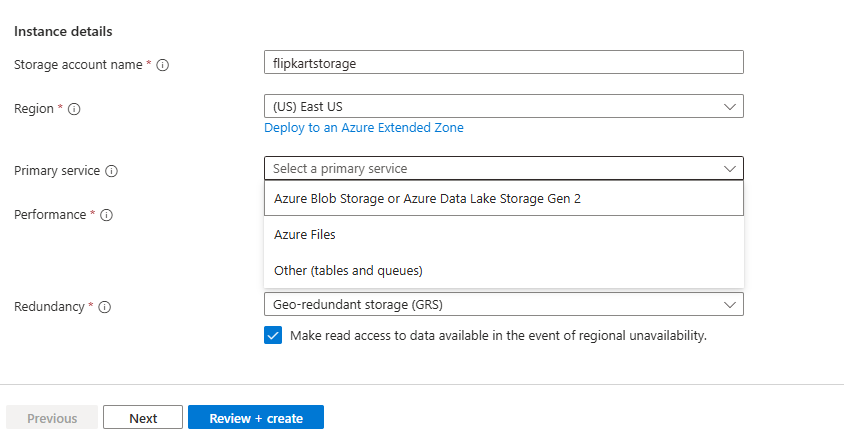 Instance details
Storage account name *
flipkartstorage
Region *
(US) East US
Deploy to an Azure Extended Zone
Primary service
Select a primary service
Azure Blob Storage or Azure Data Lake Storage Gen 2
Performance *
Azure Files
Other (tables and queues)
Redundancy *
Geo-redundant storage (GRS)
Make read access to data available in the event of regional unavailability.
Previous
Next
Review + create